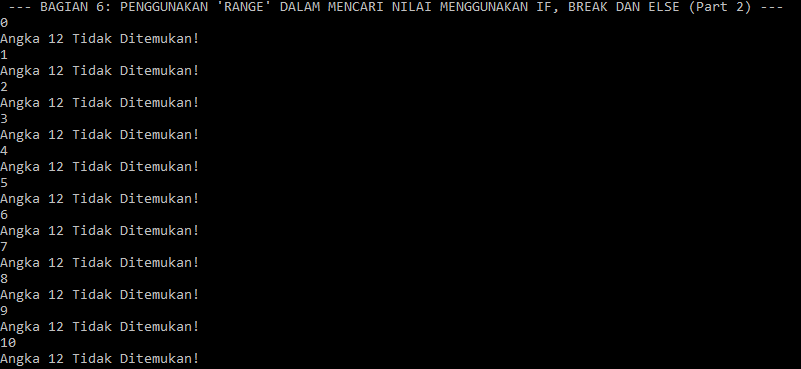 --- BAGIAN 6: PENGGUNAKAN 'RANGE' DALAM MENCARI NILAI MENGGUNAKAN IF, BREAK DAN ELSE (Part 2) ---
0
Angka 12 Tidak Ditemukan!
1
Angka 12 Tidak Ditemukan!
2
Angka 12 Tidak Ditemukan!
3
Angka 12 Tidak Ditemukan!
4
Angka 12 Tidak Ditemukan!
5
Angka 12 Tidak Ditemukan!
6
Angka 12 Tidak Ditemukan!
7
Angka 12 Tidak Ditemukan!
8
Angka 12 Tidak Ditemukan!
9
Angka 12 Tidak Ditemukan!
10
Angka 12 Tidak Ditemukan!